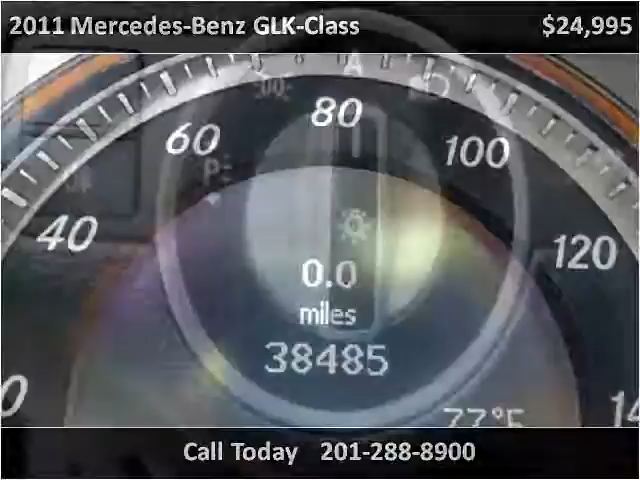 2011 Mercedes-Benz GLK-Class $24,995
A
80
60 100
P
40 120
0.0
miles
38485
77°F
Call Today 201-288-8900